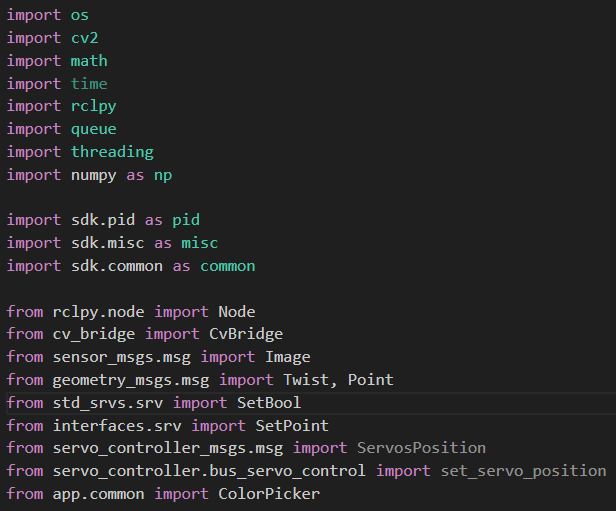 import os
import cv2
import math
import time
import rclpy
import queue
import threading
import numpy as np
import sdk.pid as pid
import sdk.misc as misc
import sdk.common as common
from rclpy.node import Node
from cv_bridge import CvBridge
from sensor_msgs.msg import Image
from geometry_msgs.msg import Twist, Point
from std_srvs.srv import SetBool
from interfaces.srv import SetPoint
from servo_controller_msgs.msg import ServosPosition
from servo_controller.bus_servo_control import set_servo_position
from app.common import ColorPicker